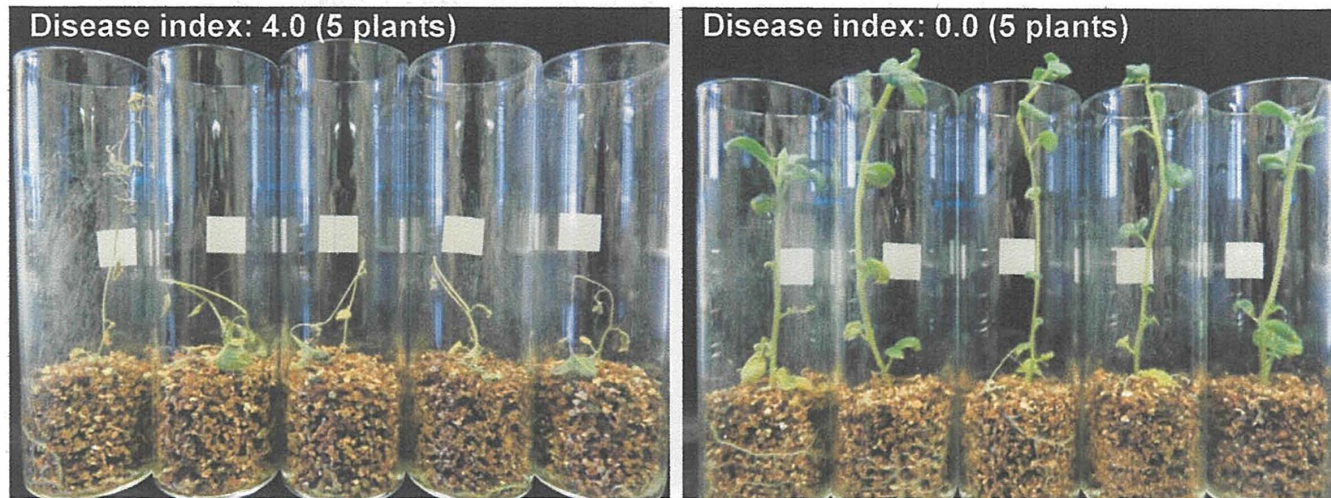 Disease index: 4.0 (5 plants)
Disease index: 0.0 (5 plants)